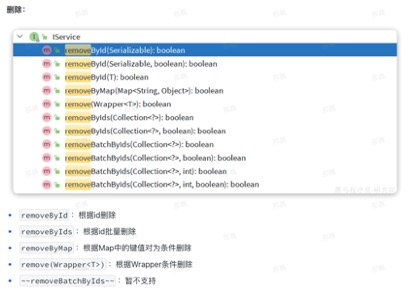 删除：
IService
removeById(Serializable): boolean
removeById(Serializable, boolean): boolean
removeById(T): boolean
removeByMap(Map<String, Object>): boolean
remove(Wrapper<T>): boolean
removeByIds(Collection<?>): boolean
removeByIds(Collection<?>, boolean): boolean
removeBatchByIds(Collection<?>): boolean
removeBatchByIds(Collection<?>, boolean): boolean
removeBatchByIds(Collection<?>, int): boolean
removeBatchByIds(Collection<?>, int, boolean): boolean
• removeById：根据id删除
• removeByIds：根据id批量删除
• removeByMap：根据Map中的键值对为条件删除
• remove(Wrapper<T>)：根据Wrapper条件删除
• ~~removeBatchByIds~~：暂不支持